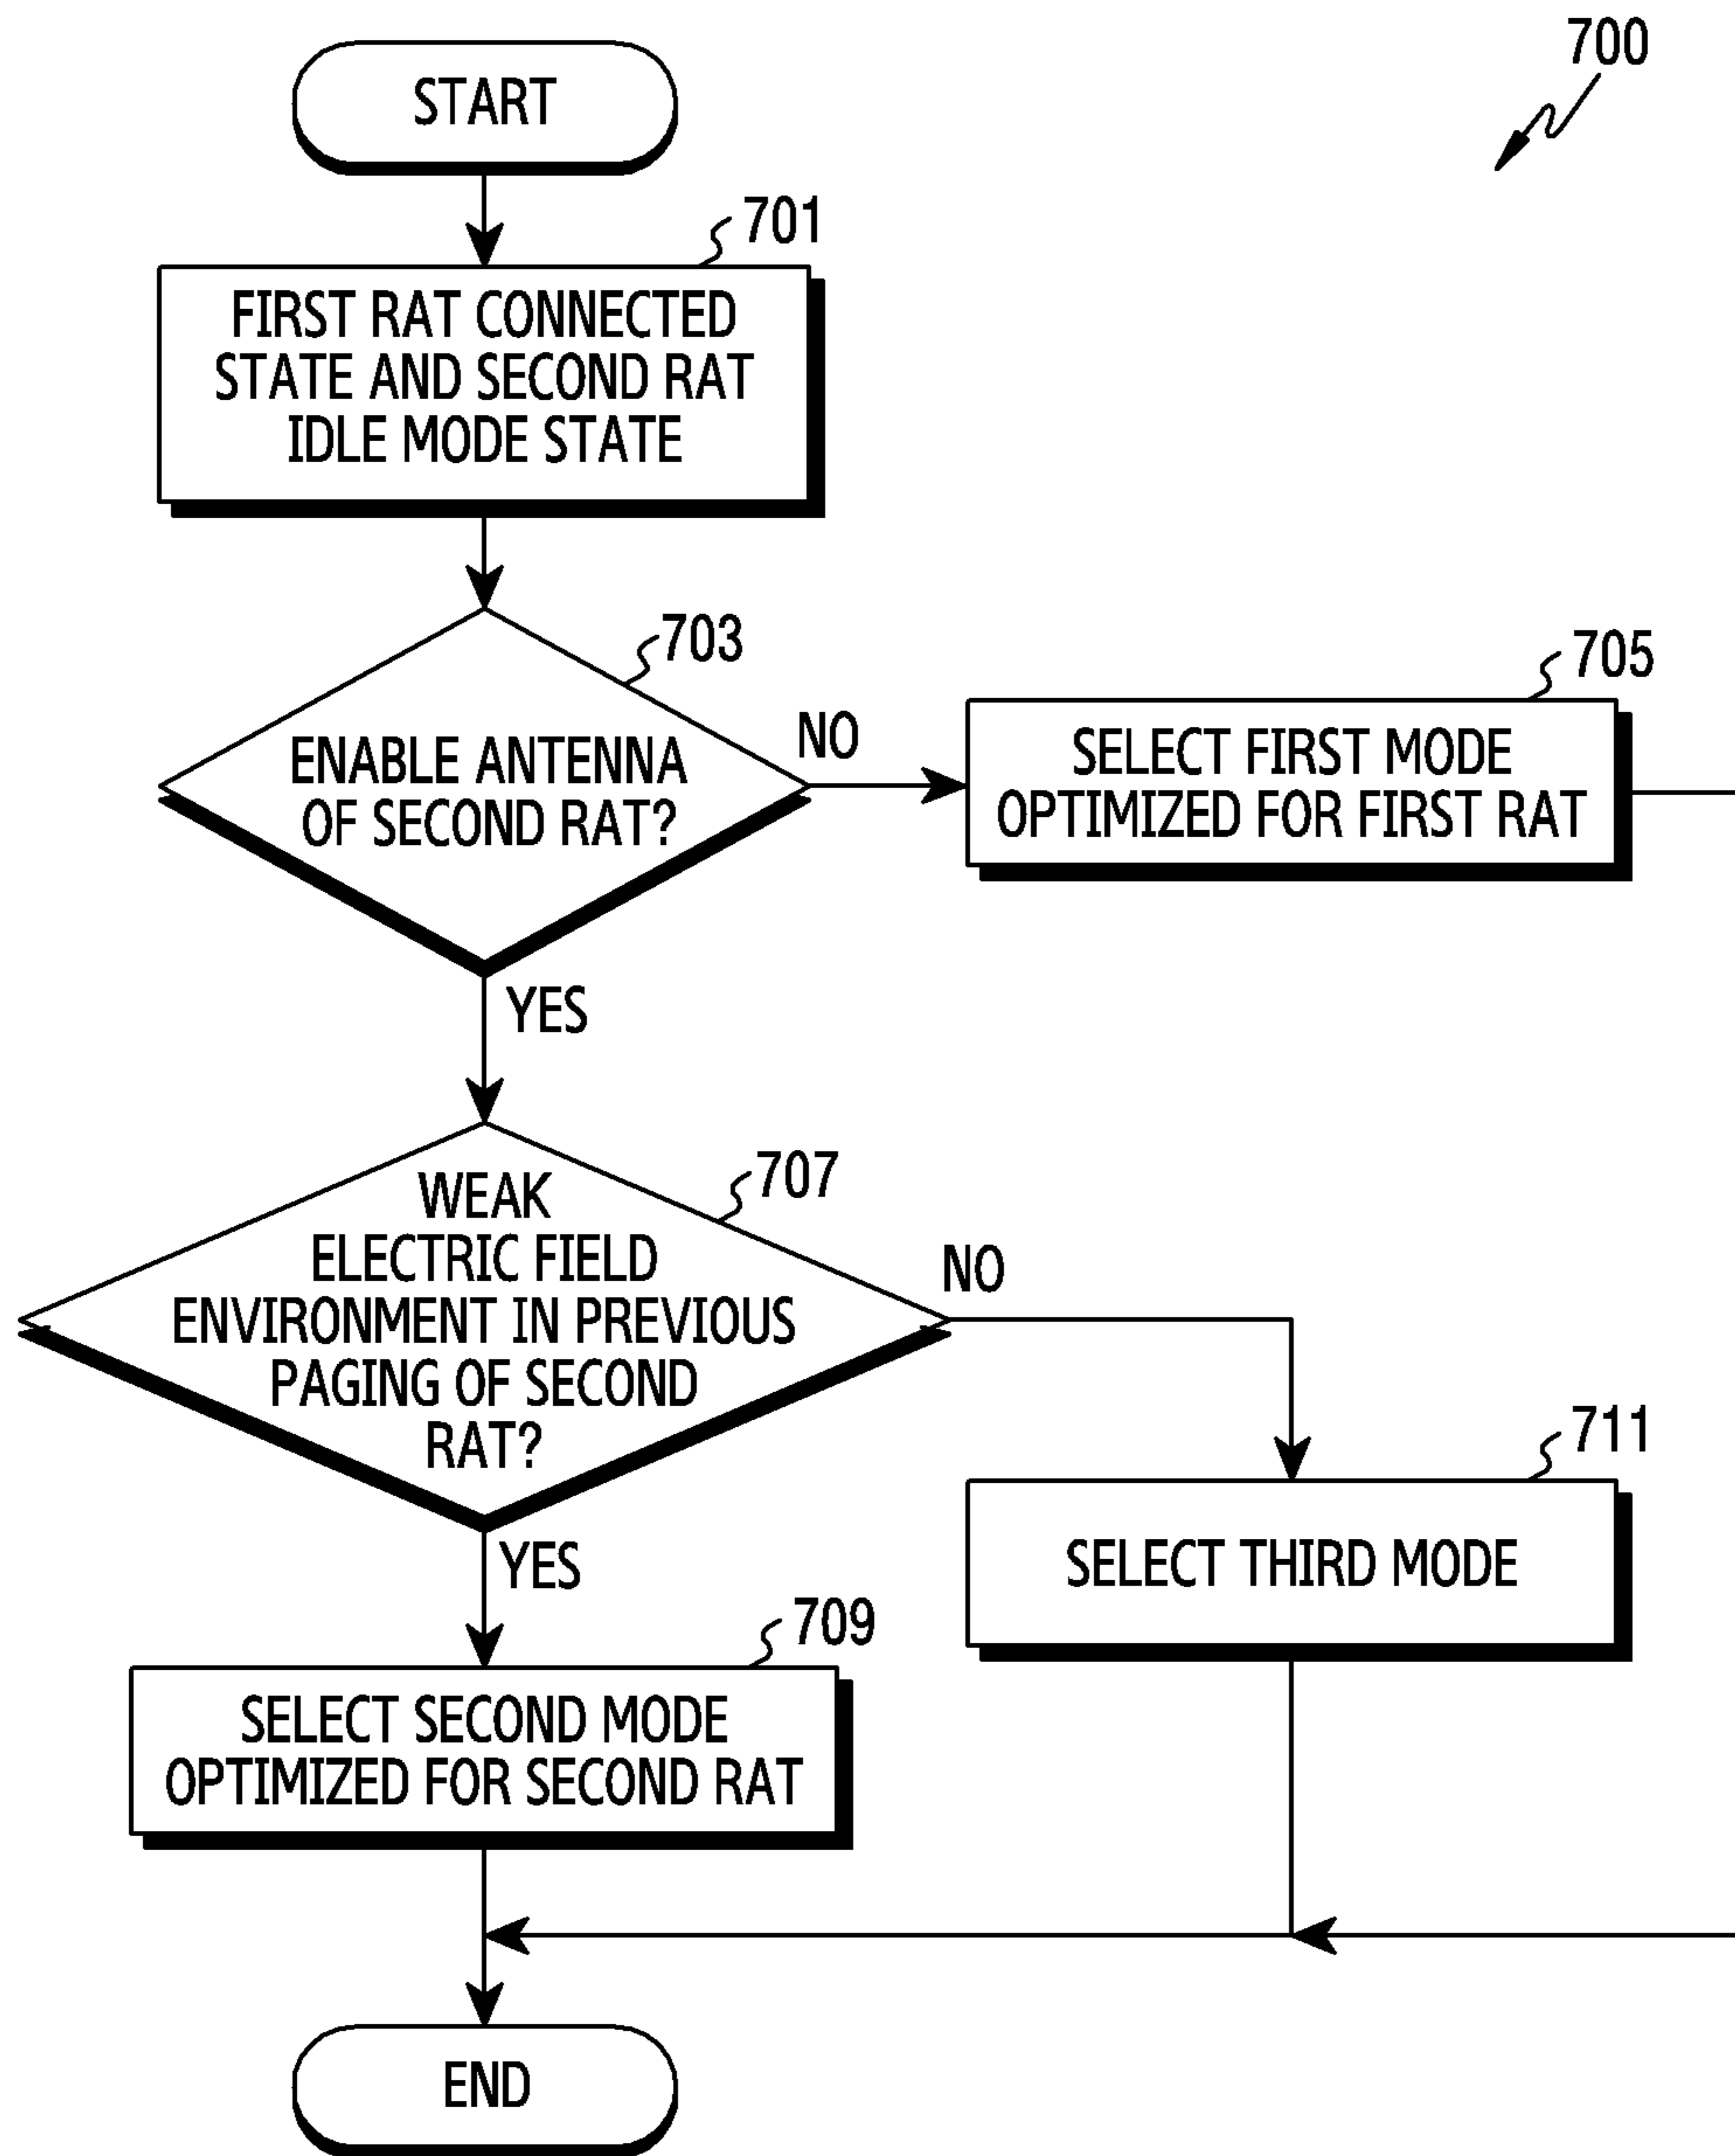 700
START
701
FIRST RAT CONNECTED
STATE AND SECOND RAT
IDLE MODE STATE
703
ENABLE ANTENNA
OF SECOND RAT?
NO
705
SELECT FIRST MODE
OPTIMIZED FOR FIRST RAT
YES
707
WEAK
ELECTRIC FIELD
ENVIRONMENT IN PREVIOUS
PAGING OF SECOND
RAT?
NO
711
SELECT THIRD MODE
YES
709
SELECT SECOND MODE
OPTIMIZED FOR SECOND RAT
END